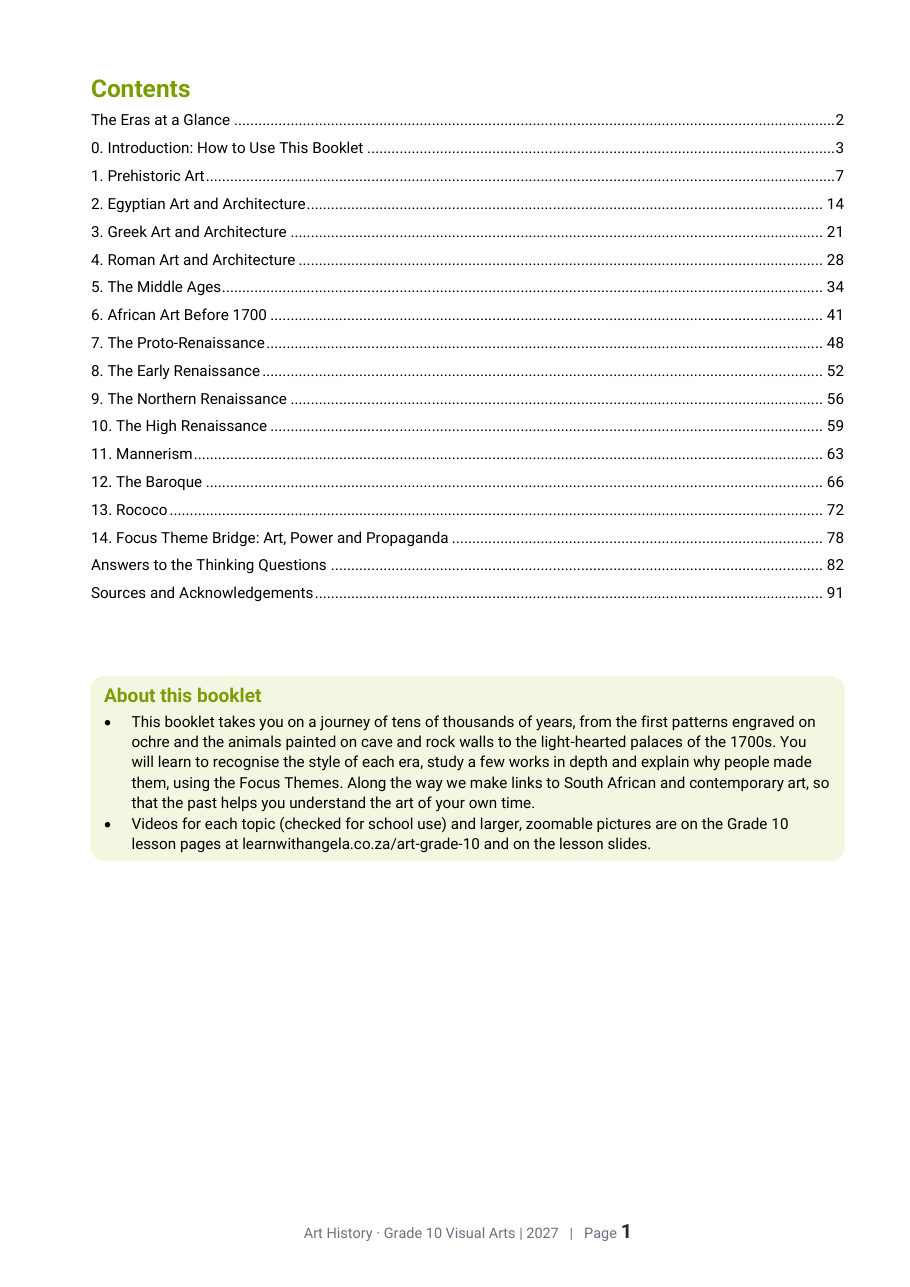 Contents
The Eras at a Glance ........................................................................ 2
0. Introduction: How to Use This Booklet ........................................................................ 3
1. Prehistoric Art ........................................................................ 7
2. Egyptian Art and Architecture ........................................................................ 14
3. Greek Art and Architecture ........................................................................ 21
4. Roman Art and Architecture ........................................................................ 28
5. The Middle Ages ........................................................................ 34
6. African Art Before 1700 ........................................................................ 41
7. The Proto-Renaissance ........................................................................ 48
8. The Early Renaissance ........................................................................ 52
9. The Northern Renaissance ........................................................................ 56
10. The High Renaissance ........................................................................ 59
11. Mannerism ........................................................................ 63
12. The Baroque ........................................................................ 66
13. Rococo ........................................................................ 72
14. Focus Theme Bridge: Art, Power and Propaganda ........................................................................ 78
Answers to the Thinking Questions ........................................................................ 82
Sources and Acknowledgements ........................................................................ 91
About this booklet
• This booklet takes you on a journey of tens of thousands of years, from the first patterns engraved on
ochre and the animals painted on cave and rock walls to the light-hearted palaces of the 1700s. You
will learn to recognise the style of each era, study a few works in depth and explain why people made
them, using the Focus Themes. Along the way we make links to South African and contemporary art, so
that the past helps you understand the art of your own time.
• Videos for each topic (checked for school use) and larger, zoomable pictures are on the Grade 10
lesson pages at learnwithangela.co.za/art-grade-10 and on the lesson slides.
Art History · Grade 10 Visual Arts | 2027 | Page 1